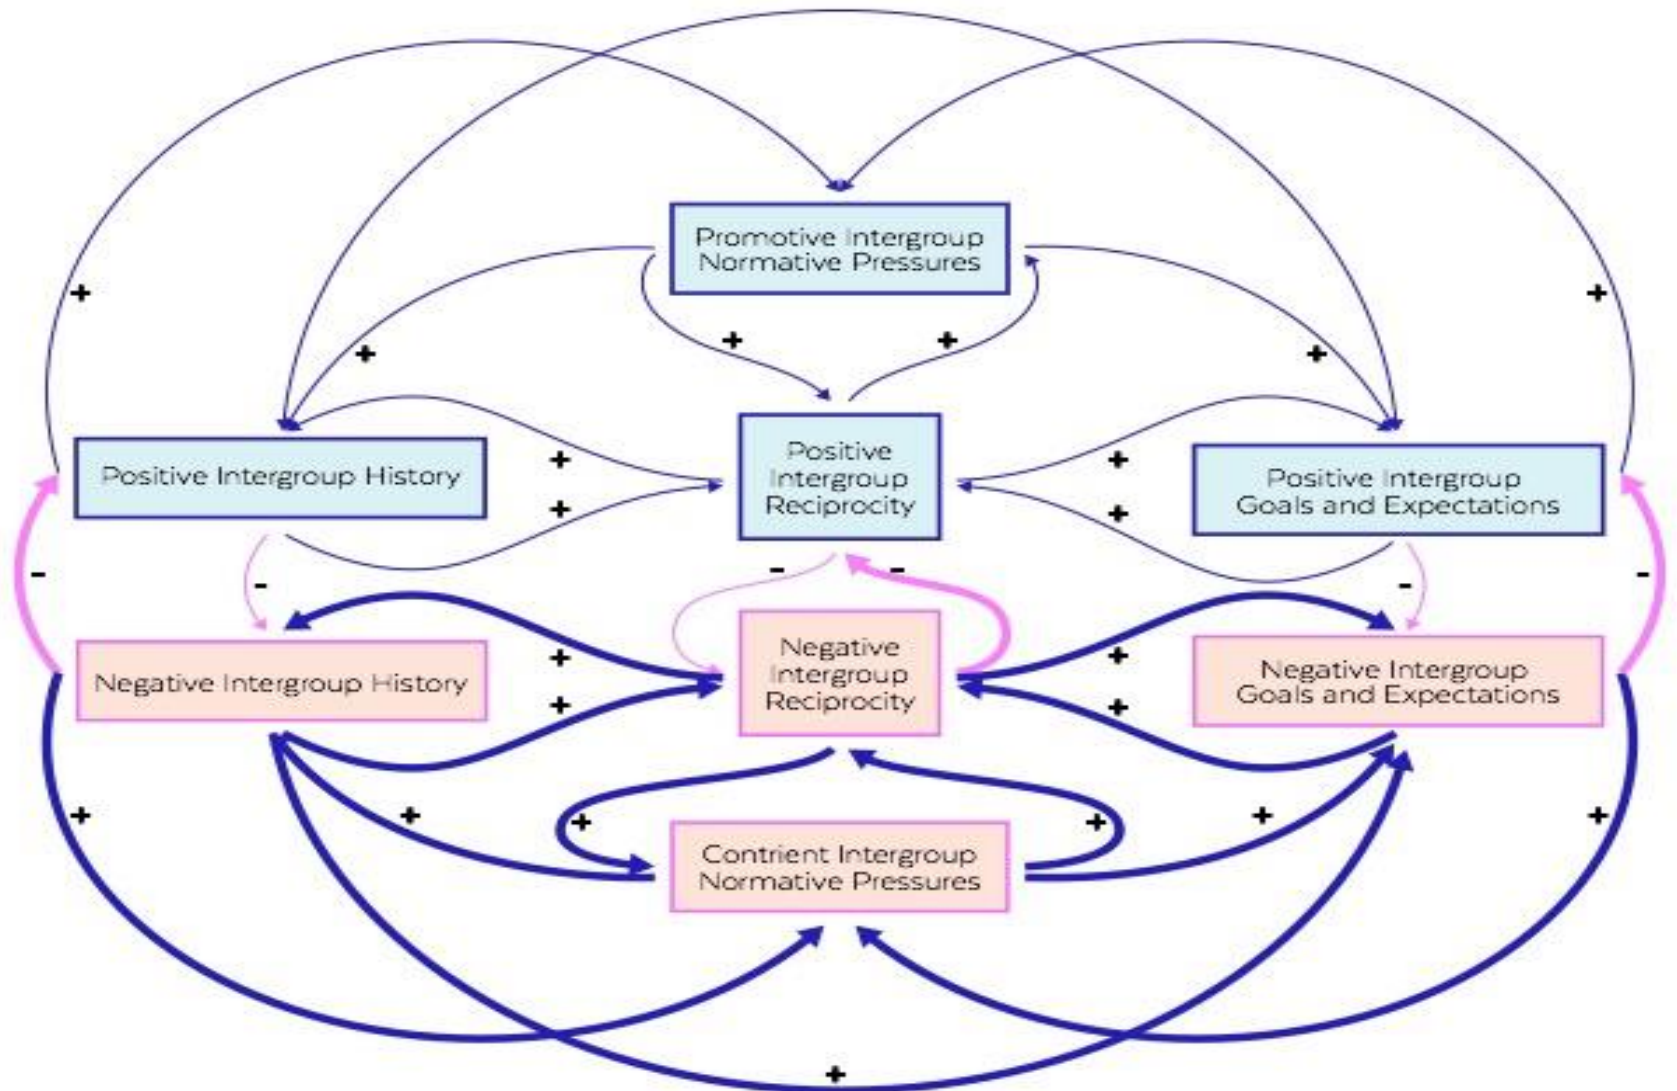 Promotive Intergroup
Normative Pressures
+
+
+
+
+
+
Positive Intergroup History
Positive
Intergroup
Reciprocity
Positive Intergroup
Goals and Expectations
+
+
+
+
-
-
-
-
-
-
Negative Intergroup History
Negative
Intergroup
Reciprocity
Negative Intergroup
Goals and Expectations
+
+
+
+
+
+
+
+
+
+
Contrient Intergroup
Normative Pressures
+